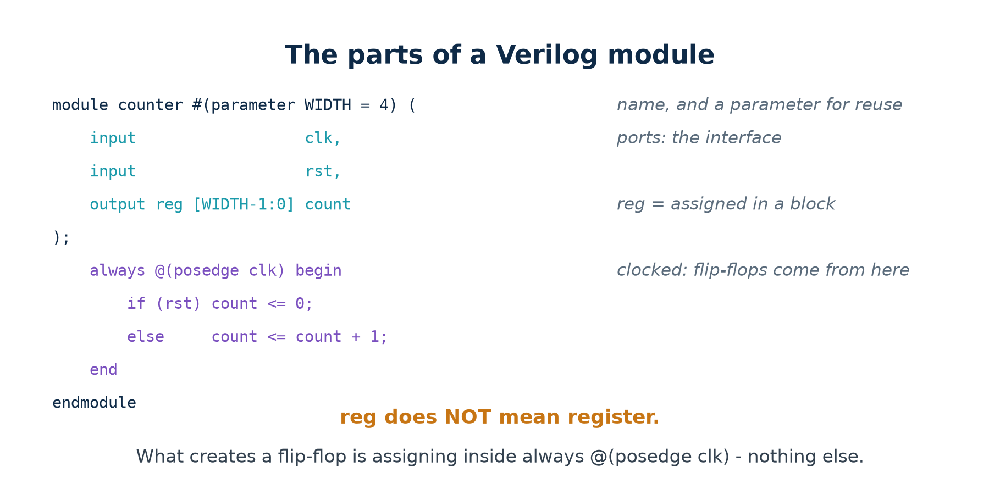 The parts of a Verilog module
module counter #(parameter WIDTH = 4) ( name, and a parameter for reuse
    input                  clk, ports: the interface
    input                  rst,
    output reg [WIDTH-1:0] count reg = assigned in a block
);
    always @(posedge clk) begin clocked: flip-flops come from here
        if (rst) count <= 0;
        else     count <= count + 1;
    end
endmodule
reg does NOT mean register.
What creates a flip-flop is assigning inside always @(posedge clk) - nothing else.